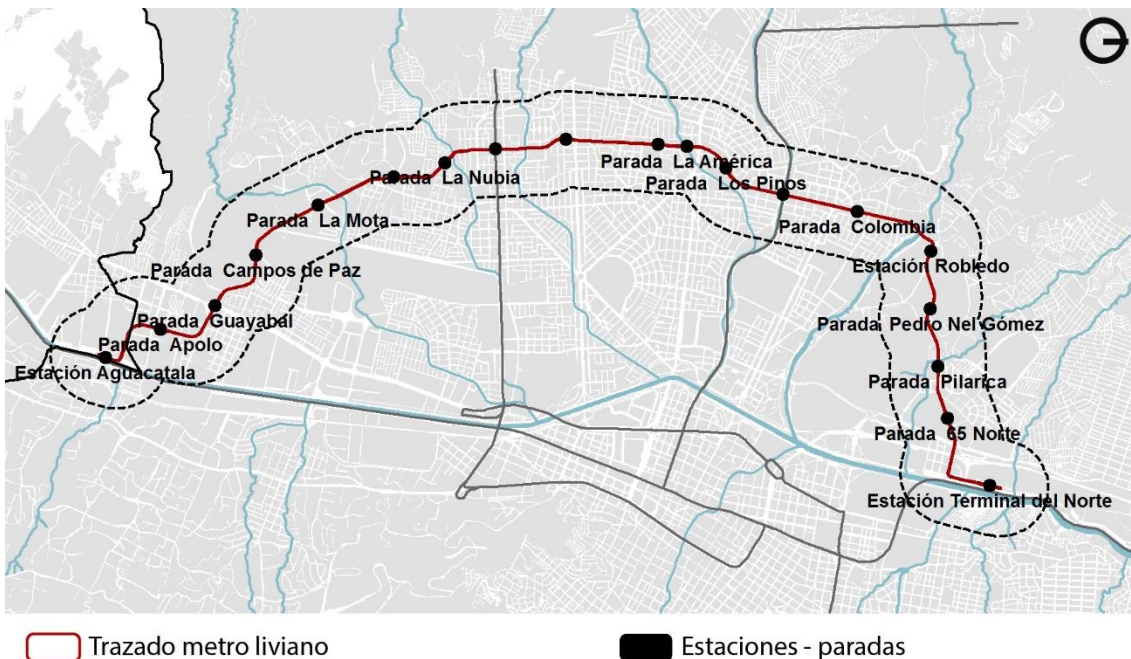 Parada La América
Parada La Nubia
Parada Los Pinos
Parada La Mota
Parada Colombia
Parada Campos de Paz
Estación Robledo
Parada Guayabal
Parada Pedro Nel Gómez
Parada Apolo
Estación Aguacatala
Parada Pilarica
Parada 65 Norte
Estación Terminal del Norte
Trazado metro liviano
Estaciones - paradas